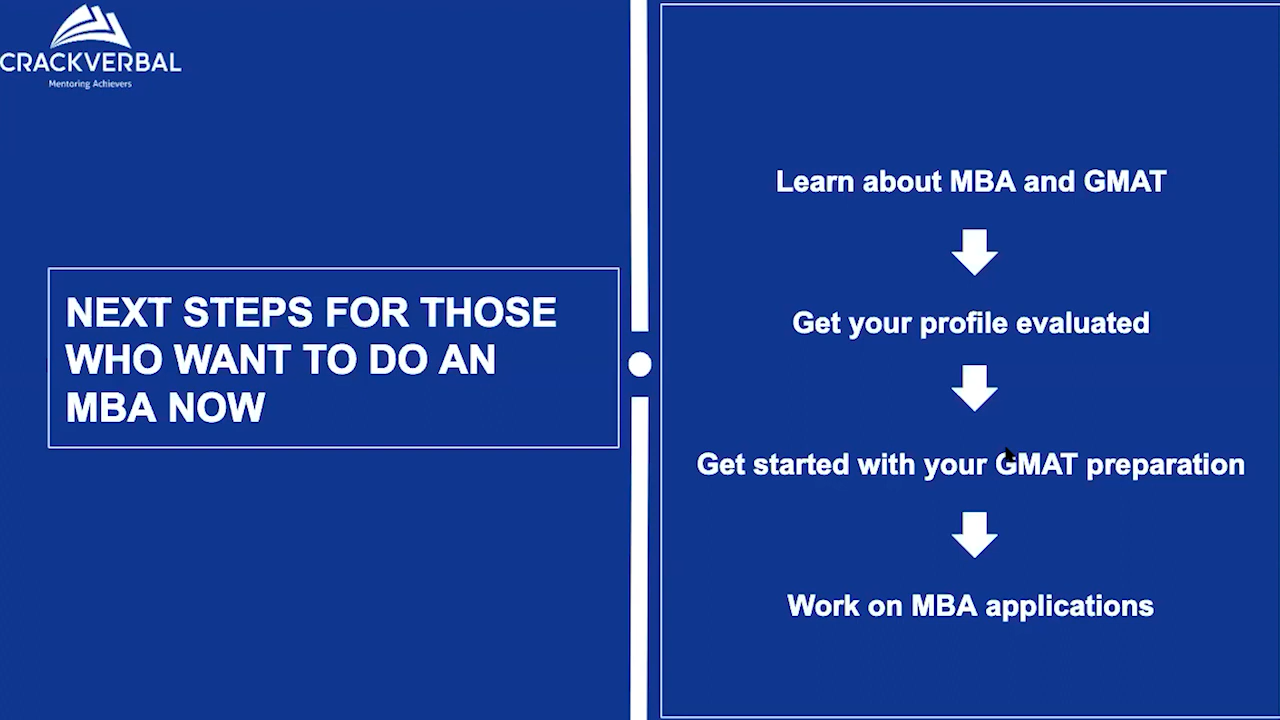 CRACKVERBAL
Mentoring Achievers
NEXT STEPS FOR THOSE
WHO WANT TO DO AN
MBA NOW
Learn about MBA and GMAT
Get your profile evaluated
Get started with your GMAT preparation
Work on MBA applications